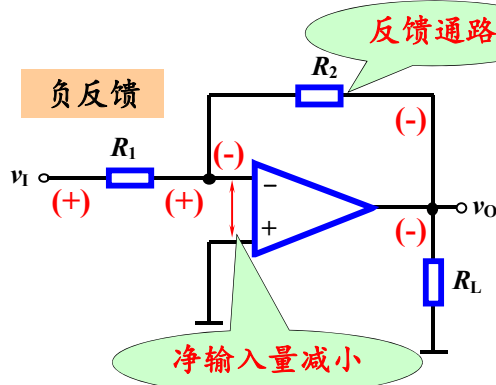 反馈通路
负反馈
R2
(-)
R1
(-)
vI
(+)
(+)
−
+
(-)
vO
RL
净输入量减小